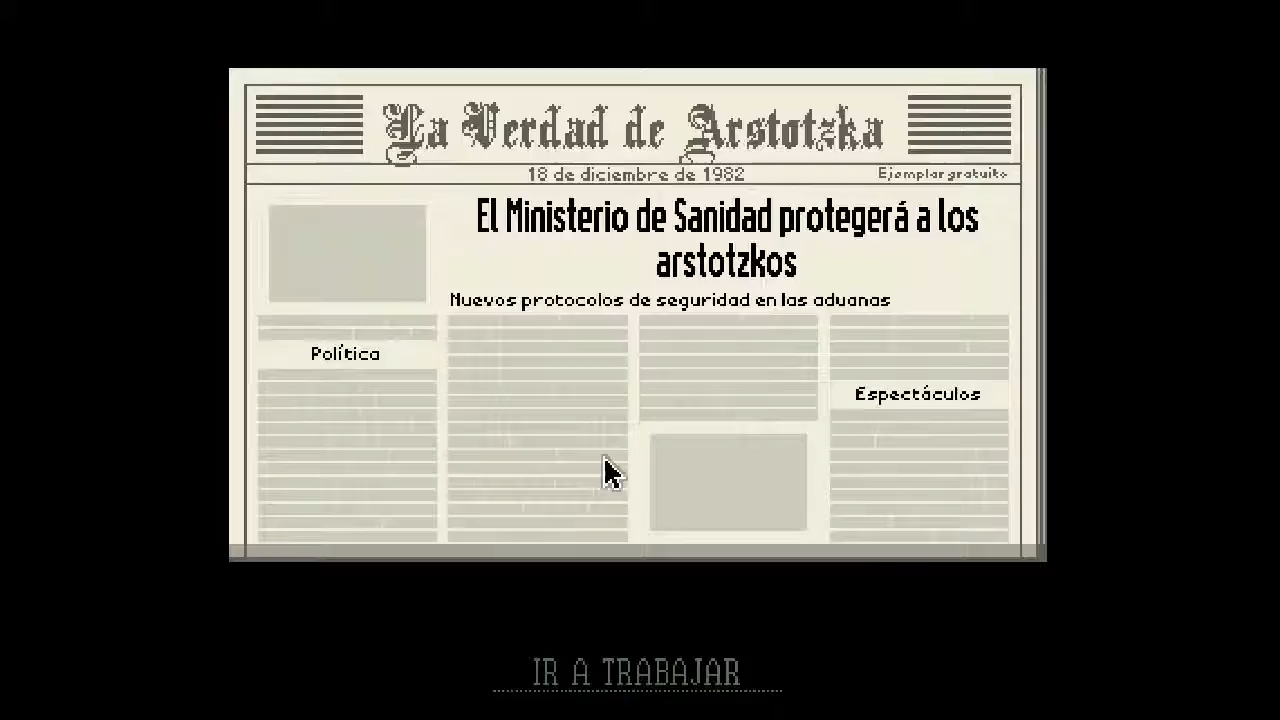 La Verdad de Arstotzka
18 de diciembre de 1982
Ejemplar gratuito
El Ministerio de Sanidad protegerá a los
arstotzkos
Nuevos protocolos de seguridad en las aduanas
Política
Espectáculos
IR A TRABAJAR